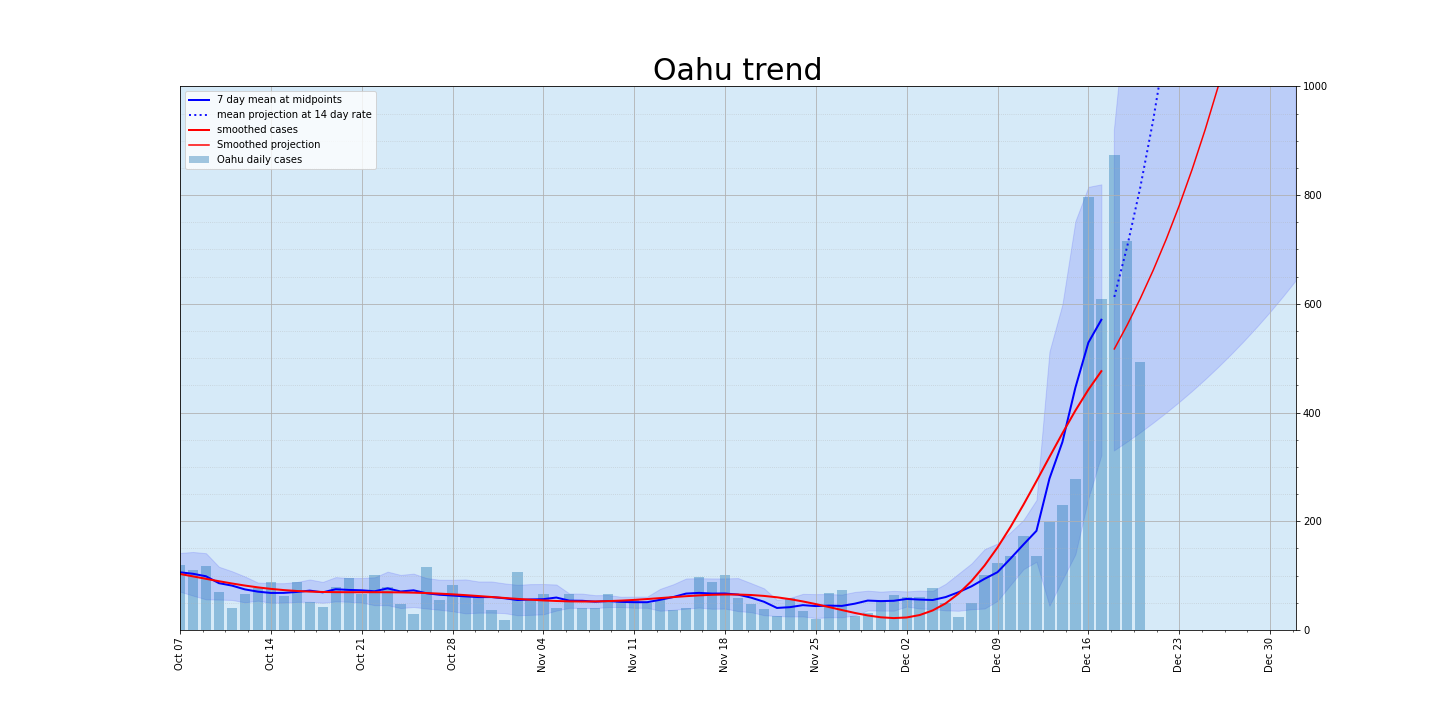 Oahu trend
7 day mean at midpoints
mean projection at 14 day rate
smoothed cases
Smoothed projection
Oahu daily cases
1000
800
600
400
200
0
Oct 07
Oct 14
Oct 21
Oct 28
Nov 04
Nov 11
Nov 18
Nov 25
Dec 02
Dec 09
Dec 16
Dec 23
Dec 30